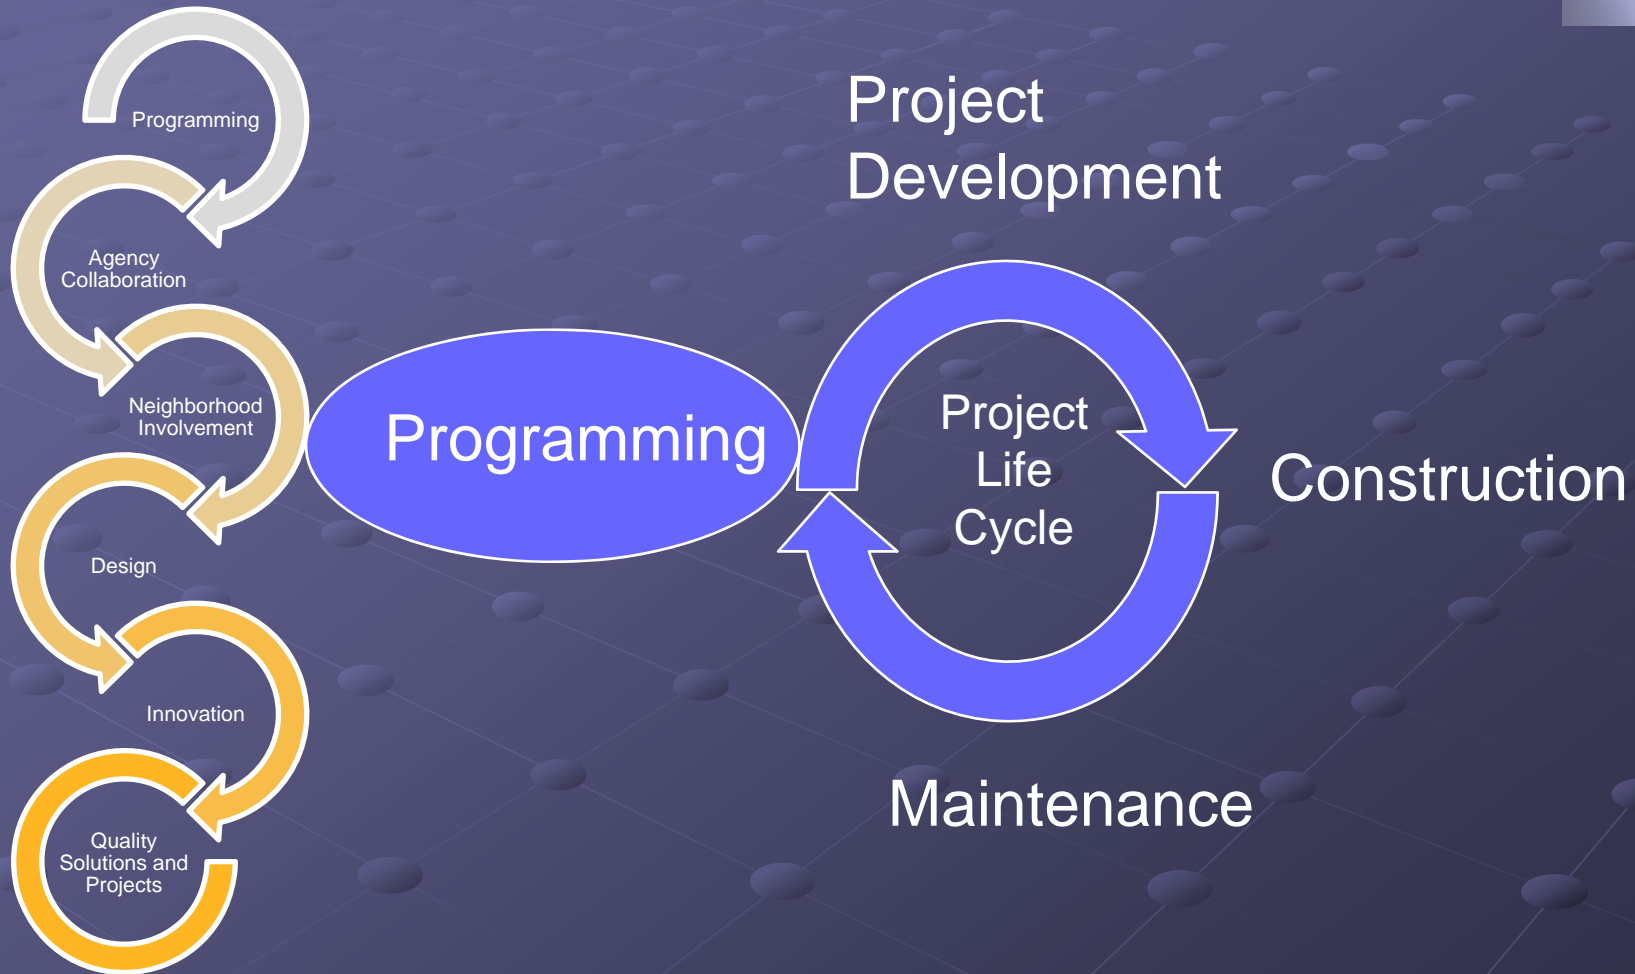 Programming
Agency
Collaboration
Neighborhood
Involvement
Design
Innovation
Quality
Solutions and
Projects
Programming
Project
Development
Project
Life
Cycle
Construction
Maintenance